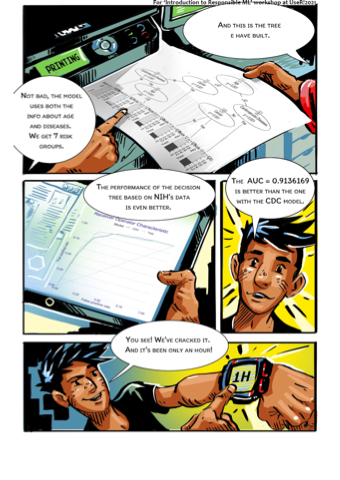 For 'Introduction to Responsible ML' workshop at UseR!2021
And this is the tree
e have built.
PRINTING
Not bad, the model
uses both the
info about age
and diseases.
We get 7 risk
groups.
The performance of the decision
tree based on NIH's data
is even better.
Receiver Operator Characteristic
False positive rate
The AUC = 0.9136169
is better than the one
with the CDC model.
You see! We've cracked it.
And it's been only an hour!
1H